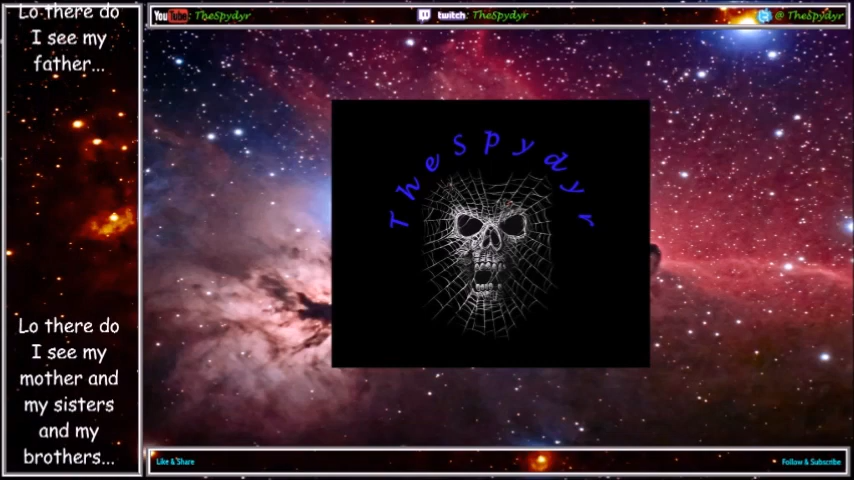 Lo there do
I see my
father...
Lo there do
I see my
mother and
my sisters
and my
brothers...
YouTube: TheSpydyr
twitch: TheSpydyr
@ TheSpydyr
TheSpydyr
Like & Share
Follow & Subscribe